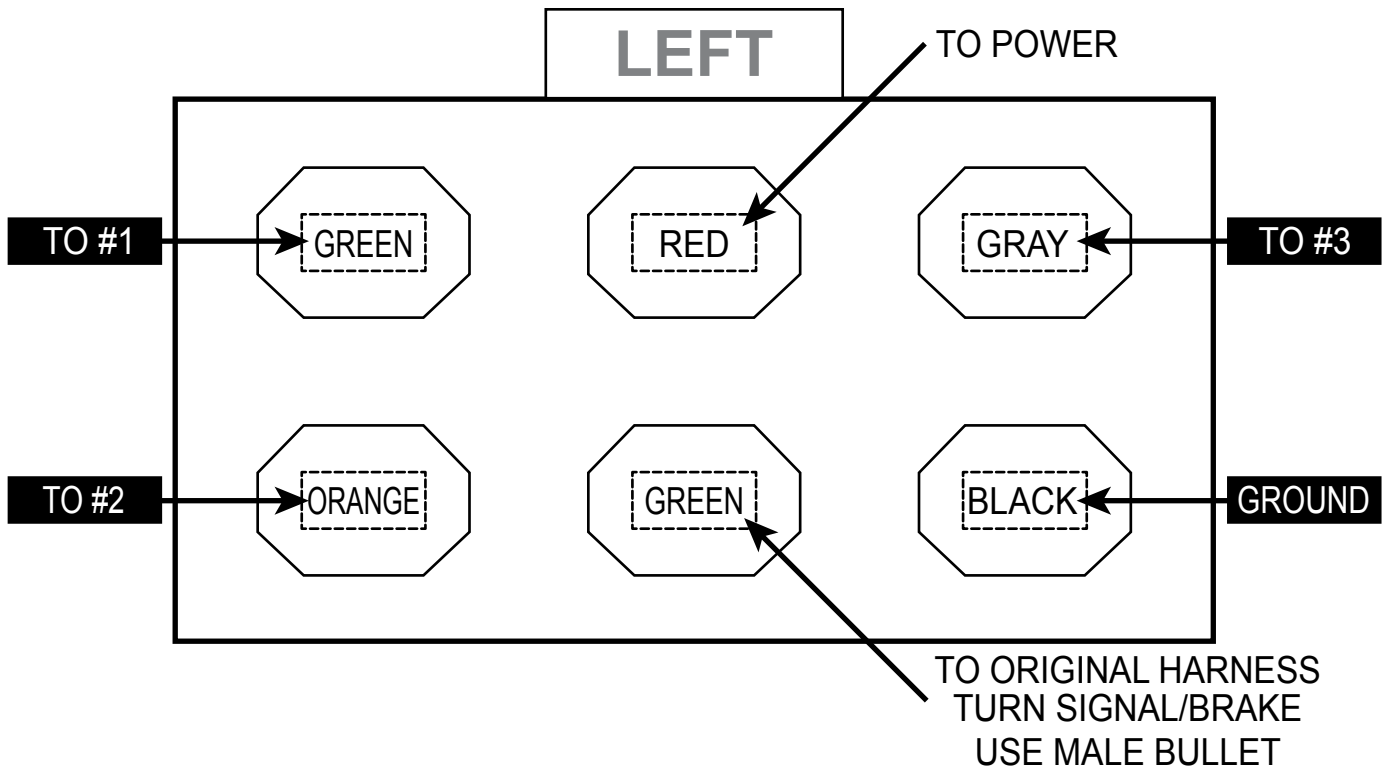 LEFT
TO POWER
TO #1
GREEN
RED
GRAY
TO #3
TO #2
ORANGE
GREEN
BLACK
GROUND
TO ORIGINAL HARNESS
TURN SIGNAL/BRAKE
USE MALE BULLET